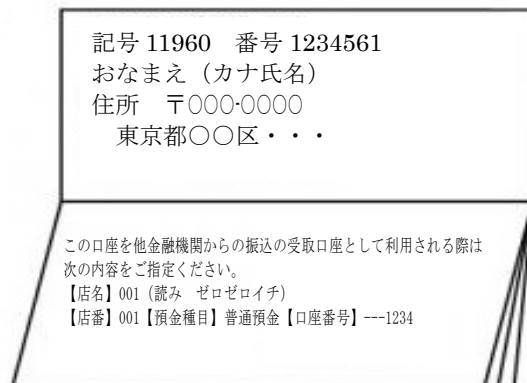 記号 11960　番号 1234561
おなまえ（カナ氏名）
住所　〒000-0000
東京都〇〇区・・・
この口座を他金融機関からの振込の受取口座として利用される際は
次の内容をご指定ください。
【店名】001（読み　ゼロゼロイチ）
【店番】001【預金種目】普通預金【口座番号】---1234